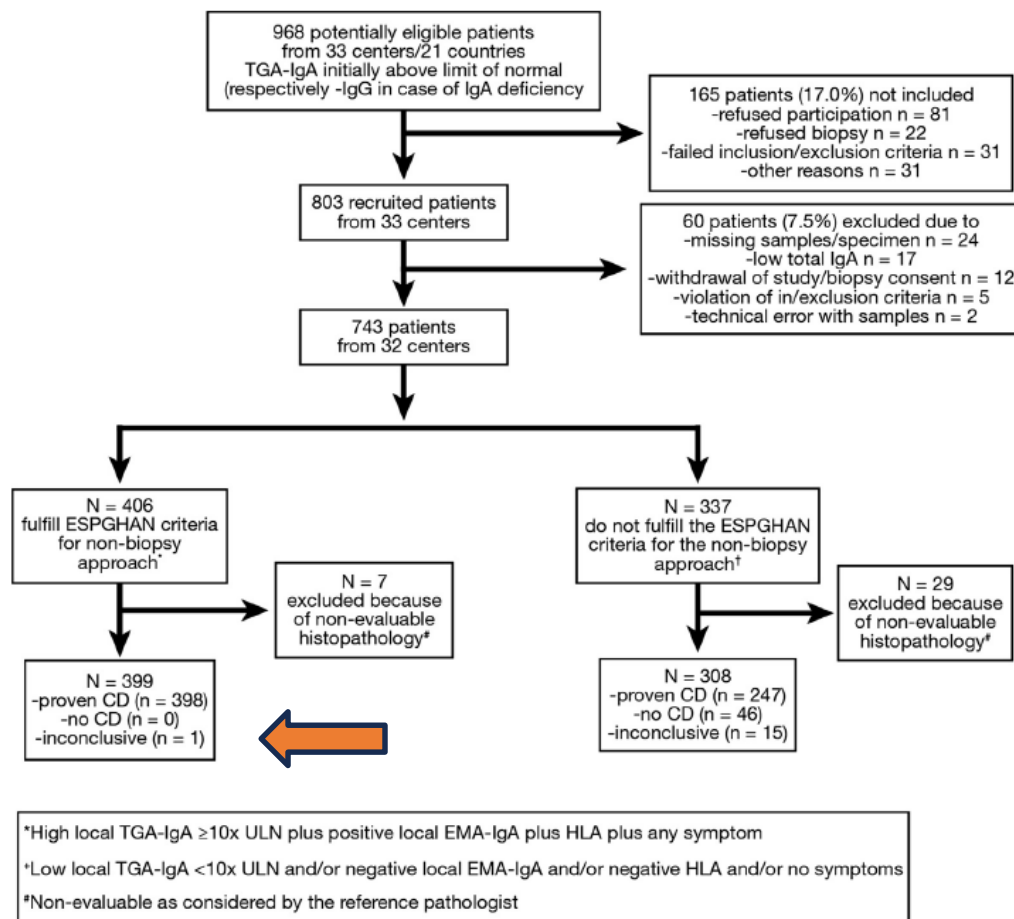 968 potentially eligible patients
from 33 centers/21 countries
TGA-IgA initially above limit of normal
(respectively -IgG in case of IgA deficiency
165 patients (17.0%) not included
-refused participation n = 81
-refused biopsy n = 22
-failed inclusion/exclusion criteria n = 31
-other reasons n = 31
803 recruited patients
from 33 centers
60 patients (7.5%) excluded due to
-missing samples/specimen n = 24
-low total IgA n = 17
-withdrawal of study/biopsy consent n = 12
-violation of in/exclusion criteria n = 5
-technical error with samples n = 2
743 patients
from 32 centers
N = 406
fulfill ESPGHAN criteria
for non-biopsy
approach*
N = 337
do not fulfill the ESPGHAN
criteria for the non-biopsy
approach†
N = 7
excluded because
of non-evaluable
histopathology#
N = 29
excluded because
of non-evaluable
histopathology#
N = 399
-proven CD (n = 398)
-no CD (n = 0)
-inconclusive (n = 1)
N = 308
-proven CD (n = 247)
-no CD (n = 46)
-inconclusive (n = 15)
*High local TGA-IgA ≥10x ULN plus positive local EMA-IgA plus HLA plus any symptom
†Low local TGA-IgA <10x ULN and/or negative local EMA-IgA and/or negative HLA and/or no symptoms
#Non-evaluable as considered by the reference pathologist